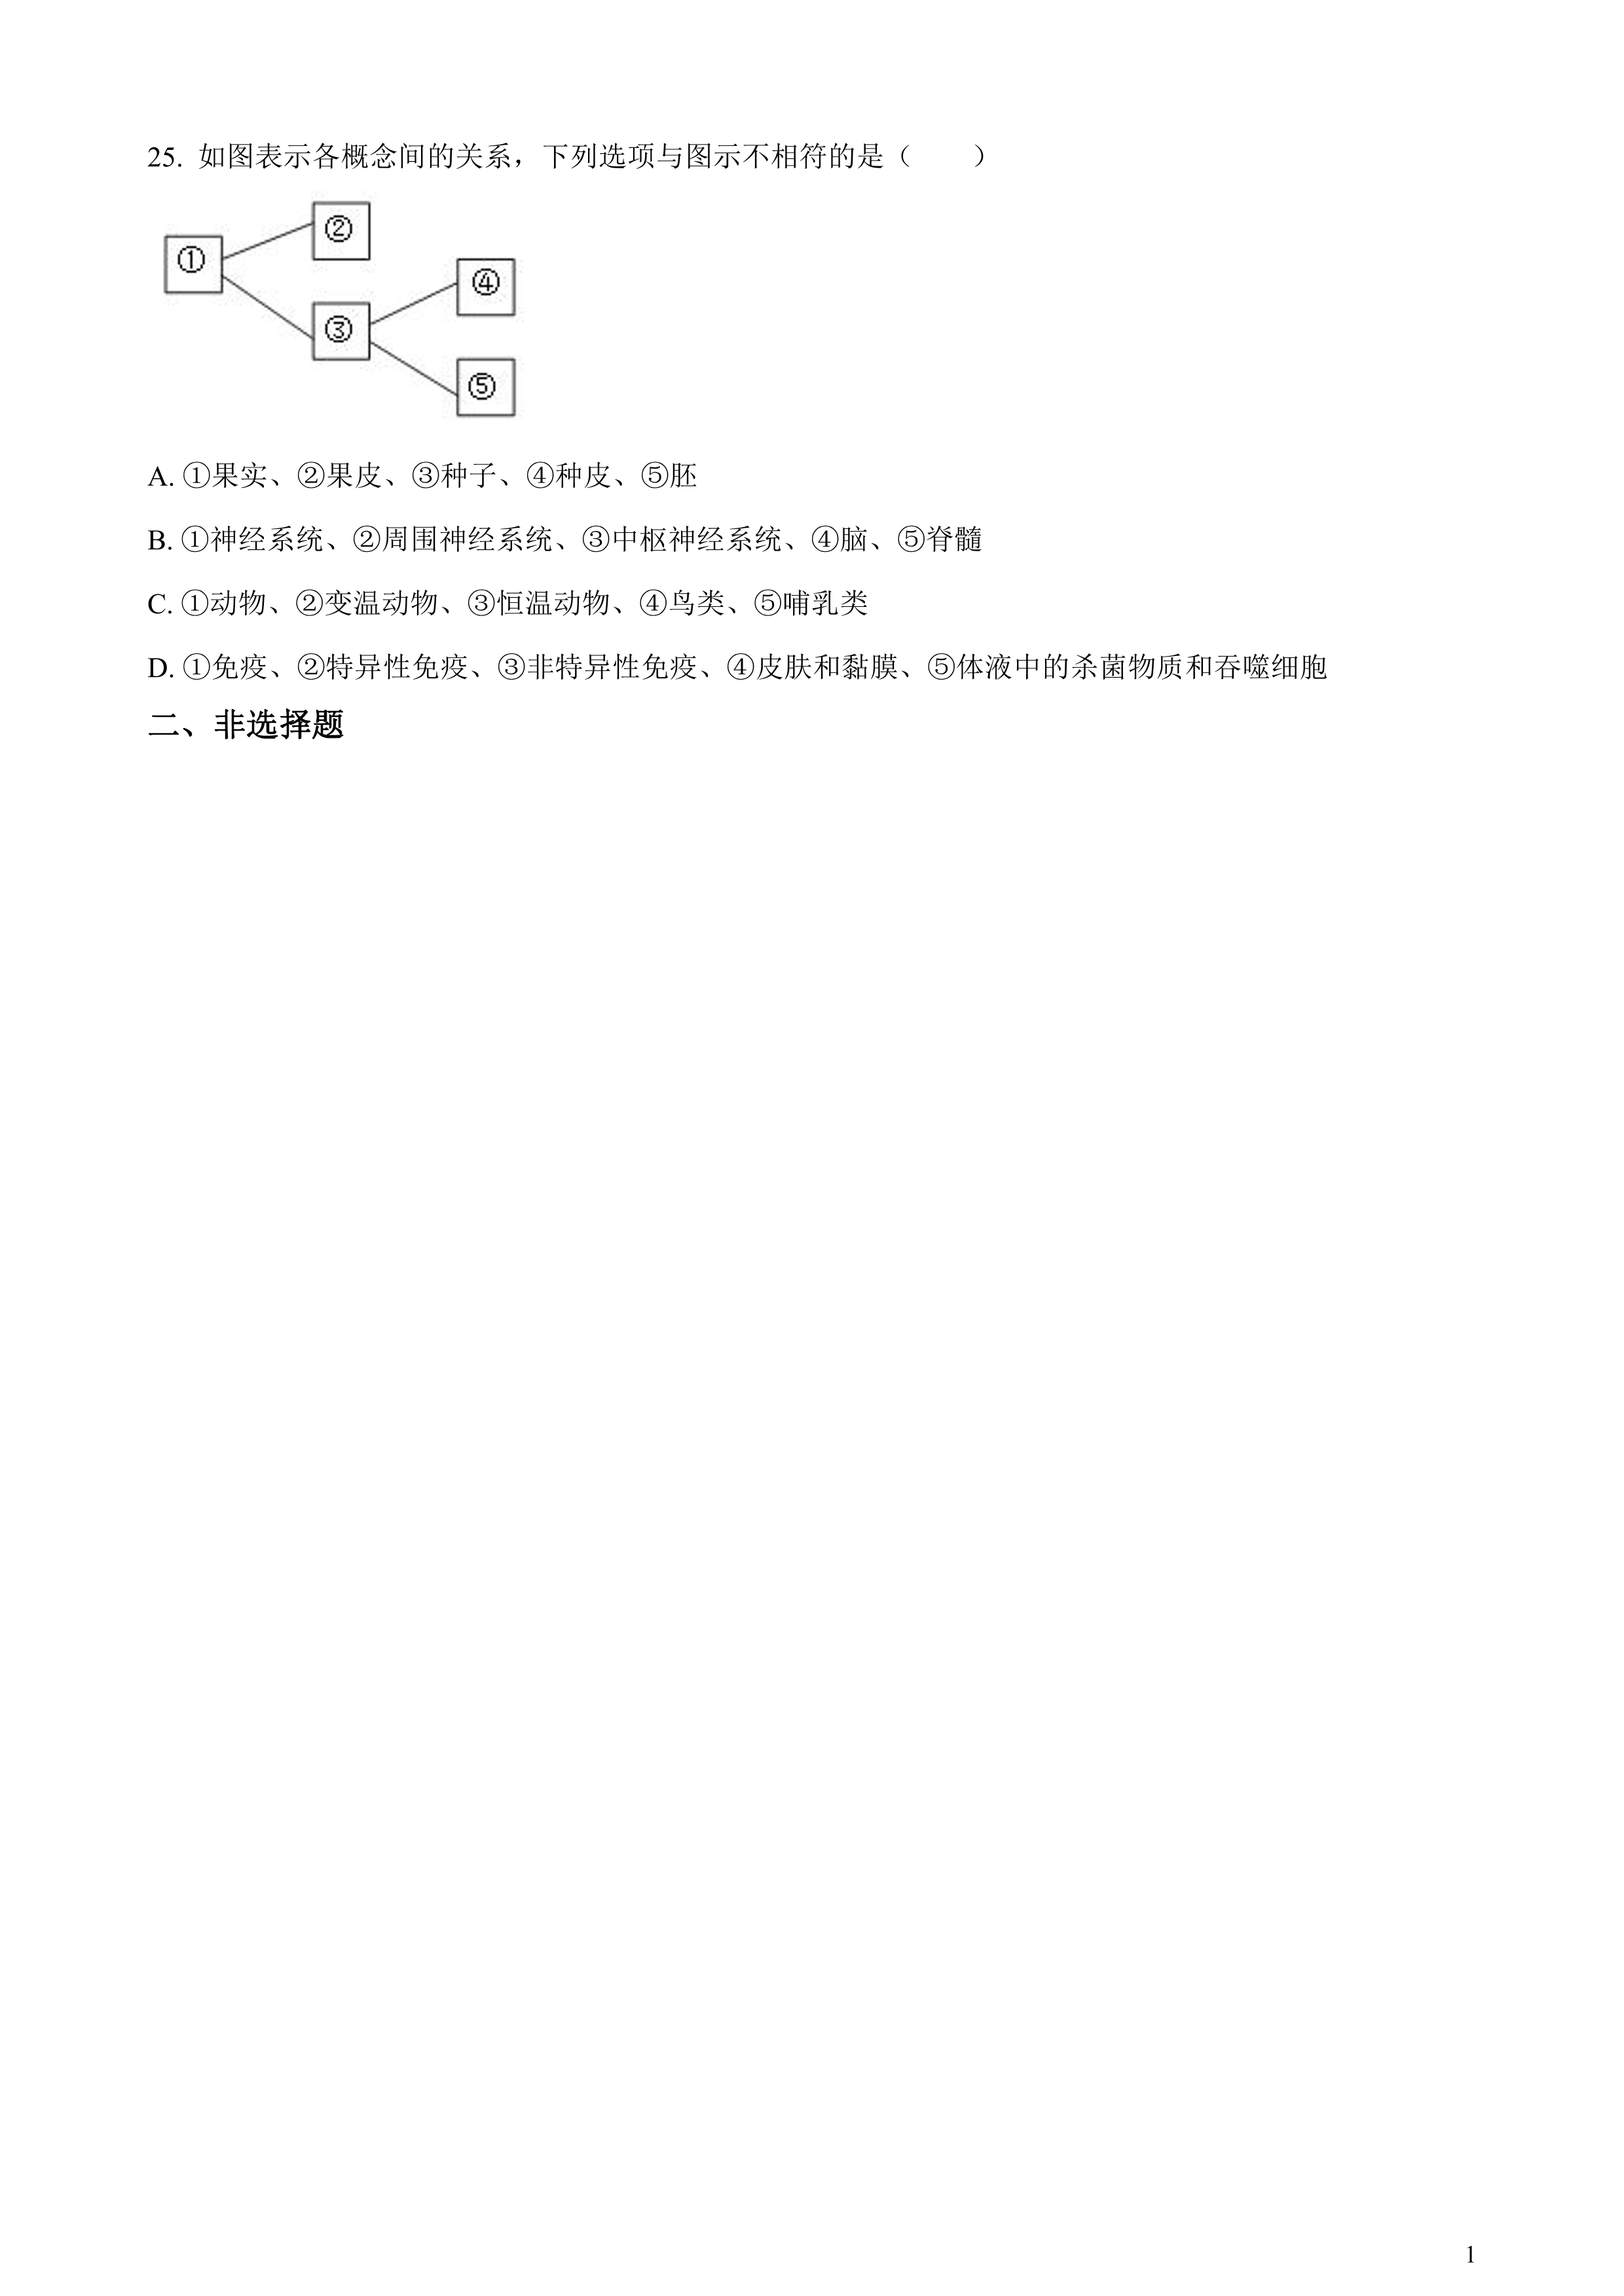 25. 如图表示各概念间的关系，下列选项与图示不相符的是（　　）
②
①
④
③
⑤
A. ①果实、②果皮、③种子、④种皮、⑤胚
B. ①神经系统、②周围神经系统、③中枢神经系统、④脑、⑤脊髓
C. ①动物、②变温动物、③恒温动物、④鸟类、⑤哺乳类
D. ①免疫、②特异性免疫、③非特异性免疫、④皮肤和黏膜、⑤体液中的杀菌物质和吞噬细胞
二、非选择题
1